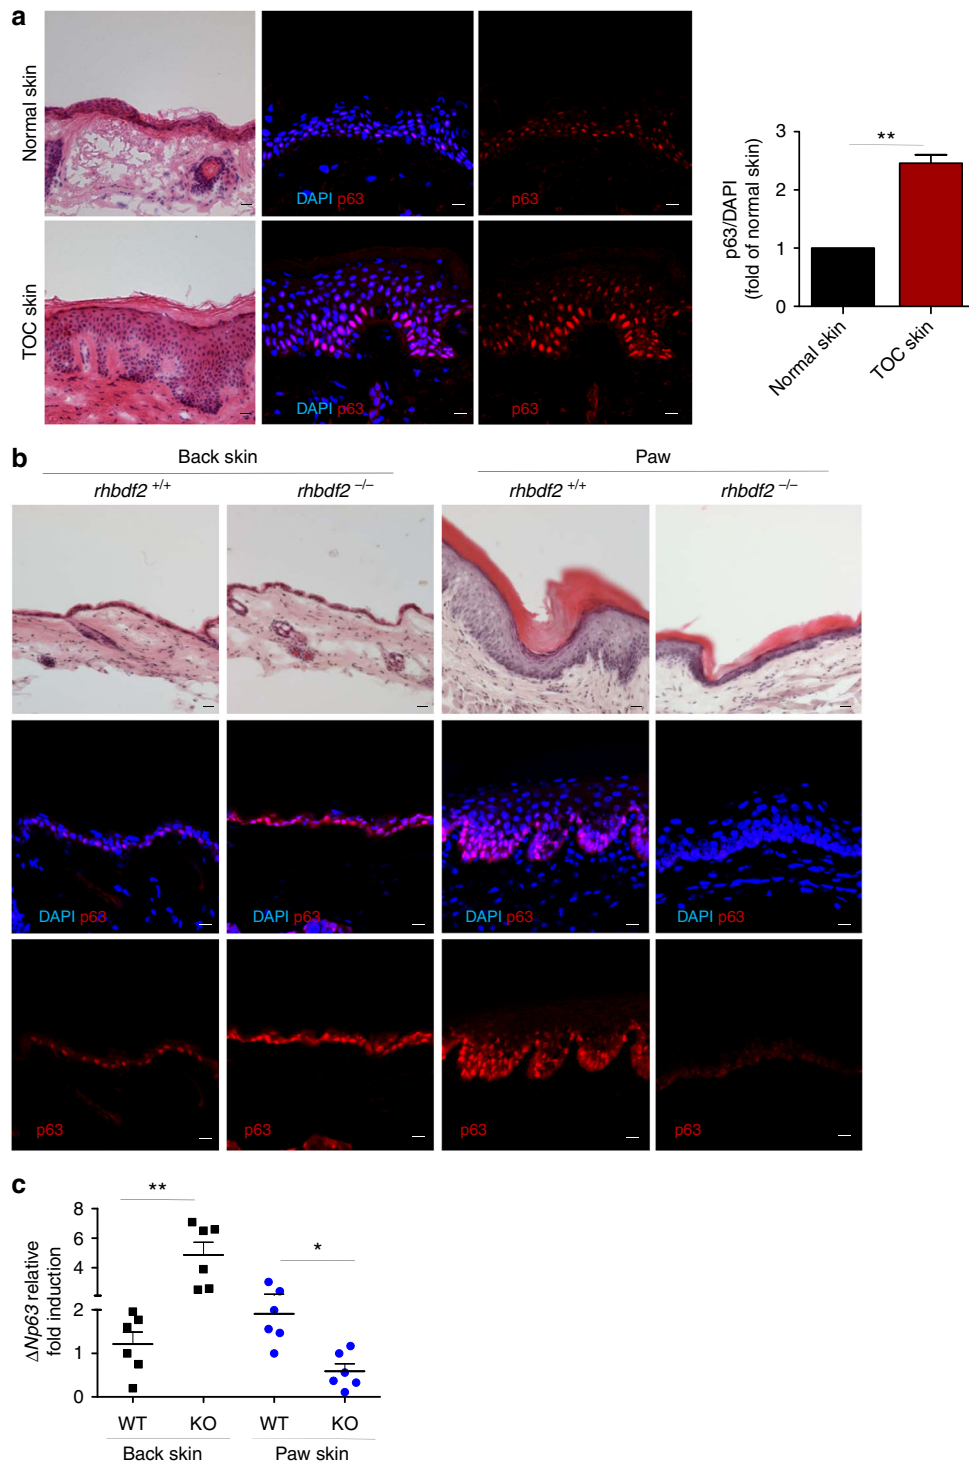 a
Normal skin
DAPI p63
p63
TOC skin
DAPI p63
p63
p63/DAPI
(fold of normal skin)
3
2
1
0
**
Normal skin
TOC skin
b
Back skin
Paw
rhbdf2 +/+
rhbdf2 –/–
rhbdf2 +/+
rhbdf2 –/–
DAPI p63
DAPI p63
DAPI p63
DAPI p63
p63
p63
p63
p63
c
ΔNp63 relative
fold induction
8
6
4
2
1
0
**
*
WT
KO
WT
KO
Back skin
Paw skin